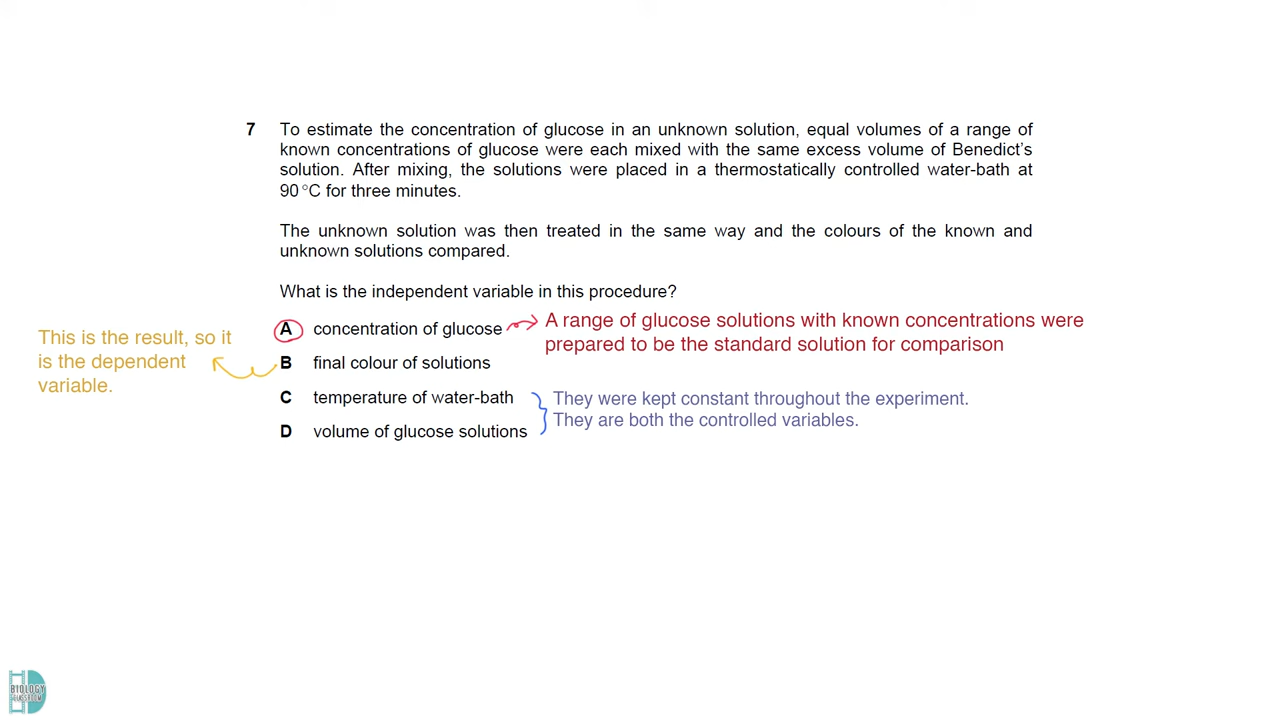 7 To estimate the concentration of glucose in an unknown solution, equal volumes of a range of
known concentrations of glucose were each mixed with the same excess volume of Benedict's
solution. After mixing, the solutions were placed in a thermostatically controlled water-bath at
90 °C for three minutes.
The unknown solution was then treated in the same way and the colours of the known and
unknown solutions compared.
What is the independent variable in this procedure?
A concentration of glucose
A range of glucose solutions with known concentrations were
prepared to be the standard solution for comparison
This is the result, so it
is the dependent
variable.
B final colour of solutions
C temperature of water-bath
D volume of glucose solutions
They were kept constant throughout the experiment.
They are both the controlled variables.
BIOLOGY
CLASSROOM